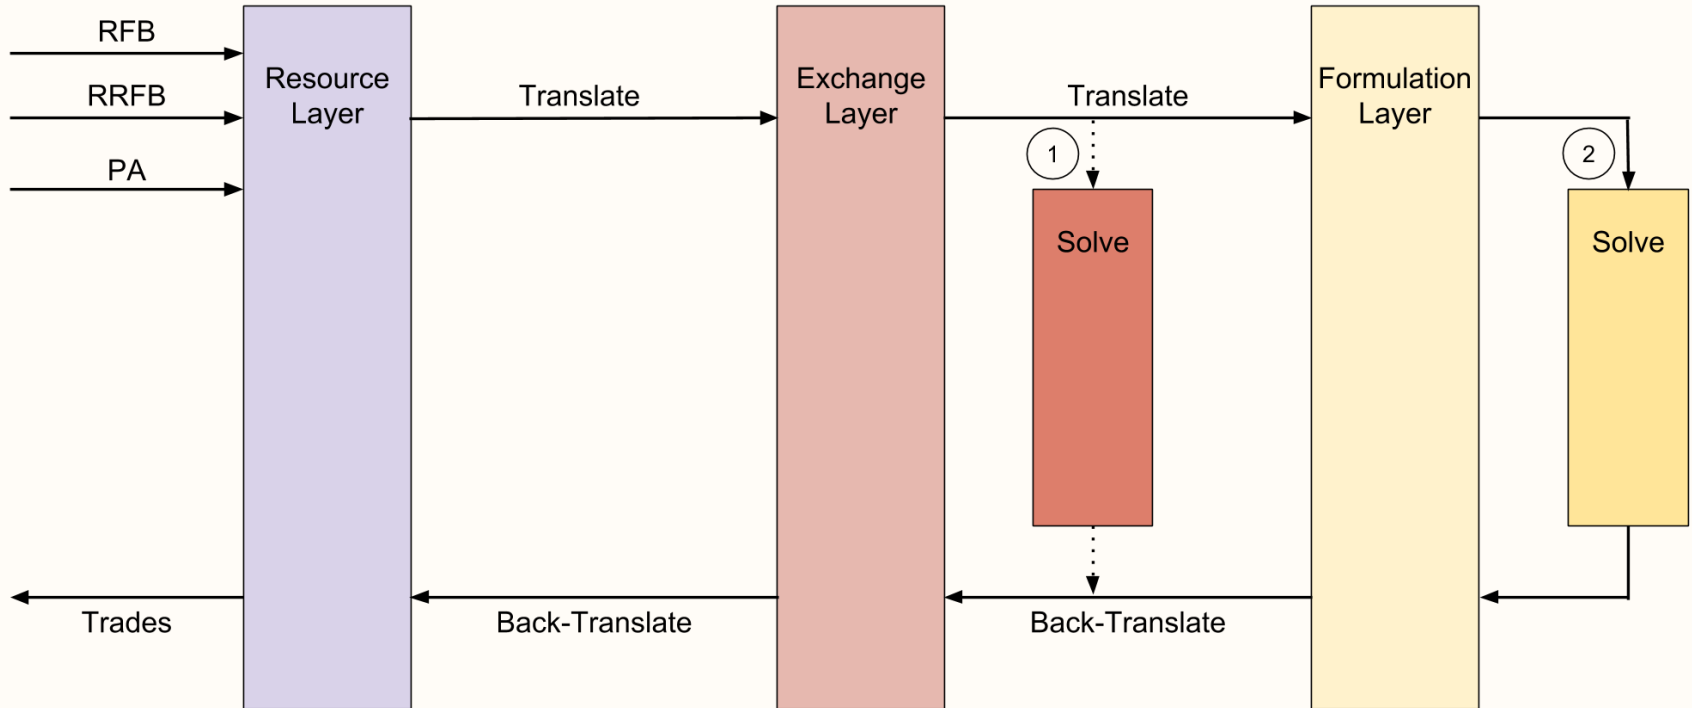 RFB
RRFB
PA
Resource
Layer
Translate
Exchange
Layer
Translate
Formulation
Layer
1
2
Solve
Solve
Trades
Back-Translate
Back-Translate